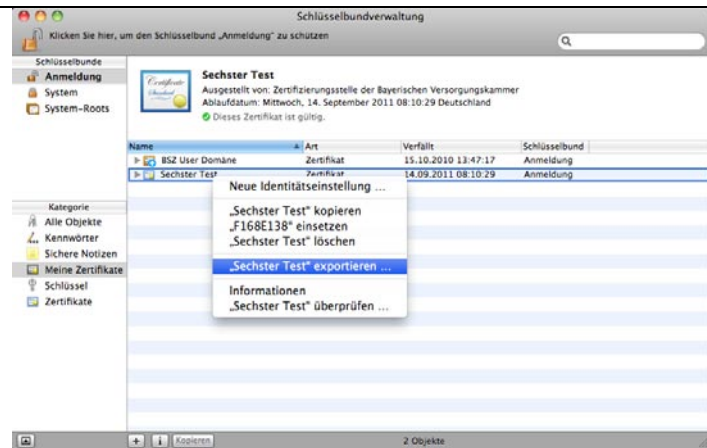 Schlüsselbundverwaltung
Klicken Sie hier, um den Schlüsselbund „Anmeldung" zu schützen
Schlüsselbunde
Anmeldung
System
System-Roots
Sechster Test
Ausgestellt von: Zertifizierungsstelle der Bayerischen Versorgungskammer
Ablaufdatum: Mittwoch, 14. September 2011 08:10:29 Deutschland
Dieses Zertifikat ist gültig.
Name Art Verfällt Schlüsselbund
BSZ User Domäne Zertifikat 15.10.2010 13:47:17 Anmeldung
Sechster Test Zertifikat 14.09.2011 08:10:29 Anmeldung
Neue Identitätseinstellung ...
„Sechster Test" kopieren
„F168E138" einsetzen
„Sechster Test" löschen
„Sechster Test" exportieren ...
Informationen
„Sechster Test" überprüfen ...
Kategorie
Alle Objekte
Kennwörter
Sichere Notizen
Meine Zertifikate
Schlüssel
Zertifikate
Kopieren
2 Objekte